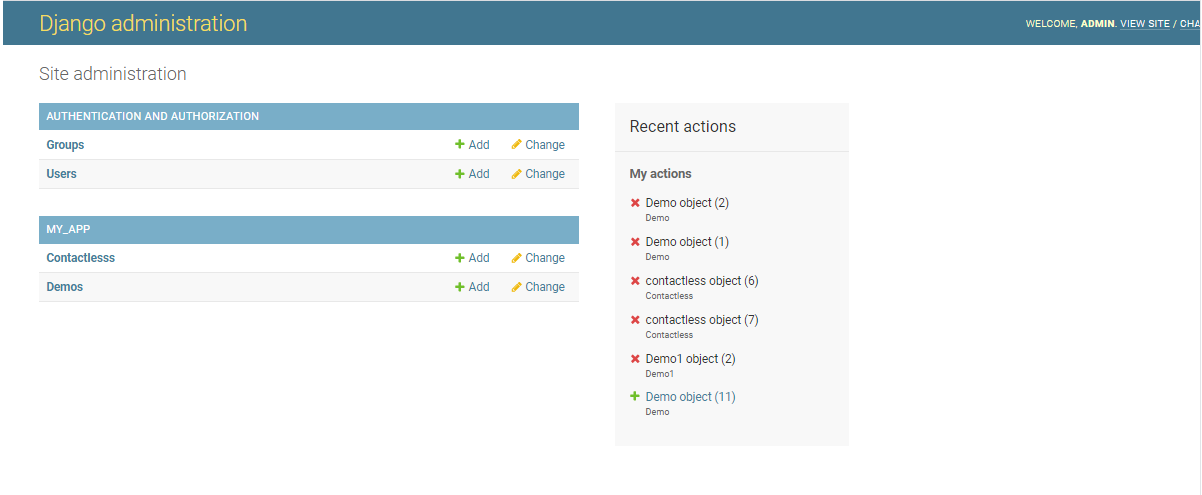 Django administration
WELCOME, ADMIN. VIEW SITE / CHA
Site administration
AUTHENTICATION AND AUTHORIZATION
Groups Add Change
Users Add Change
MY_APP
Contactlesss Add Change
Demos Add Change
Recent actions
My actions
Demo object (2)
Demo
Demo object (1)
Demo
contactless object (6)
Contactless
contactless object (7)
Contactless
Demo1 object (2)
Demo1
Demo object (11)
Demo